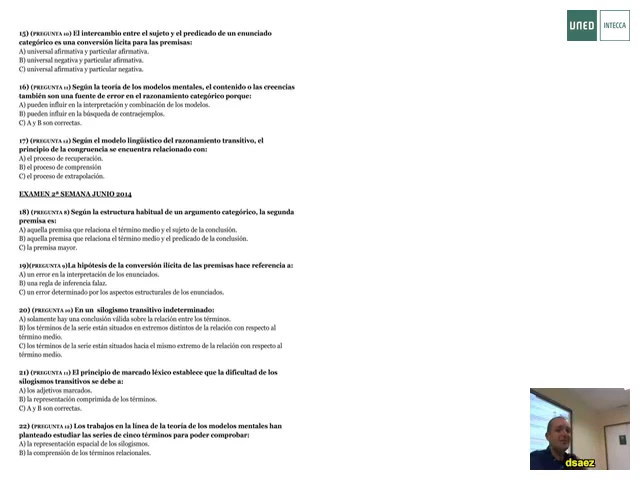 UNED
INTECCA
15) (PREGUNTA 10) El intercambio entre el sujeto y el predicado de un enunciado
categórico es una conversión lícita para las premisas:
A) universal afirmativa y particular afirmativa.
B) universal negativa y particular afirmativa.
C) universal afirmativa y particular negativa.
16) (PREGUNTA 11) Según la teoría de los modelos mentales, el contenido o las creencias
también son una fuente de error en el razonamiento categórico porque:
A) pueden influir en la interpretación y combinación de los modelos.
B) pueden influir en la búsqueda de contraejemplos.
C) A y B son correctas.
17) (PREGUNTA 12) Según el modelo lingüístico del razonamiento transitivo, el
principio de la congruencia se encuentra relacionado con:
A) el proceso de recuperación.
B) el proceso de comprensión
C) el proceso de extrapolación.
EXAMEN 2ª SEMANA JUNIO 2014
18) (PREGUNTA 8) Según la estructura habitual de un argumento categórico, la segunda
premisa es:
A) aquella premisa que relaciona el término medio y el sujeto de la conclusión.
B) aquella premisa que relaciona el término medio y el predicado de la conclusión.
C) la premisa mayor.
19)(PREGUNTA 9)La hipótesis de la conversión ilícita de las premisas hace referencia a:
A) un error en la interpretación de los enunciados.
B) una regla de inferencia falaz.
C) un error determinado por los aspectos estructurales de los enunciados.
20) (PREGUNTA 10) En un silogismo transitivo indeterminado:
A) solamente hay una conclusión válida sobre la relación entre los términos.
B) los términos de la serie están situados en extremos distintos de la relación con respecto al
término medio.
C) los términos de la serie están situados hacia el mismo extremo de la relación con respecto al
término medio.
21) (PREGUNTA 11) El principio de marcado léxico establece que la dificultad de los
silogismos transitivos se debe a:
A) los adjetivos marcados.
B) la representación comprimida de los términos.
C) A y B son correctas.
22) (PREGUNTA 12) Los trabajos en la línea de la teoría de los modelos mentales han
planteado estudiar las series de cinco términos para poder comprobar:
A) la representación espacial de los silogismos.
B) la comprensión de los términos relacionales.
dsaez